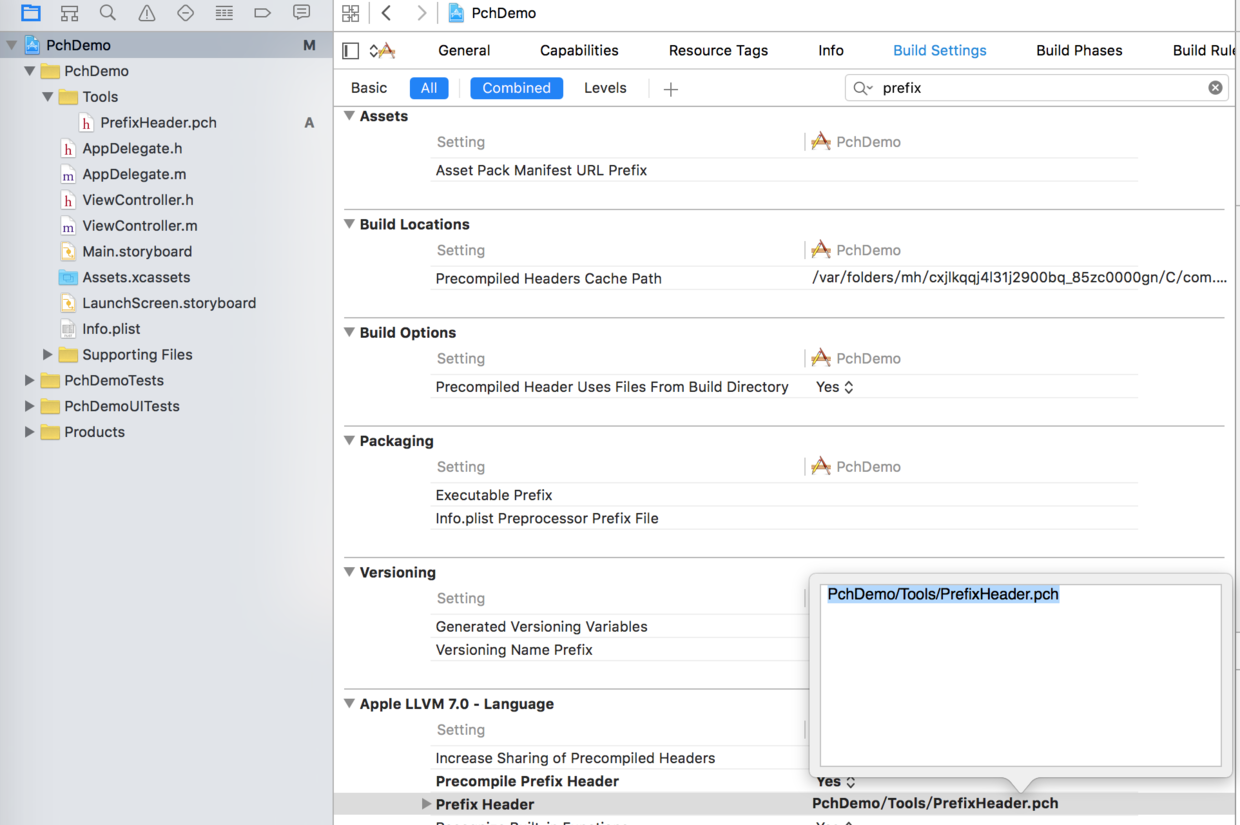 PchDemo
PchDemo M
General Capabilities Resource Tags Info Build Settings Build Phases Build Rule
PchDemo
Basic All Combined Levels + prefix
Tools
h PrefixHeader.pch A
h AppDelegate.h
m AppDelegate.m
h ViewController.h
m ViewController.m
Main.storyboard
Assets.xcassets
LaunchScreen.storyboard
Info.plist
Supporting Files
PchDemoTests
PchDemoUITests
Products
Assets
Setting PchDemo
Asset Pack Manifest URL Prefix
Build Locations
Setting PchDemo
Precompiled Headers Cache Path /var/folders/mh/cxjlkqqj4l31j2900bq_85zc0000gn/C/com....
Build Options
Setting PchDemo
Precompiled Header Uses Files From Build Directory Yes
Packaging
Setting PchDemo
Executable Prefix
Info.plist Preprocessor Prefix File
Versioning
Setting
Generated Versioning Variables
Versioning Name Prefix
PchDemo/Tools/PrefixHeader.pch
Apple LLVM 7.0 - Language
Setting
Increase Sharing of Precompiled Headers
Precompile Prefix Header Yes
Prefix Header PchDemo/Tools/PrefixHeader.pch